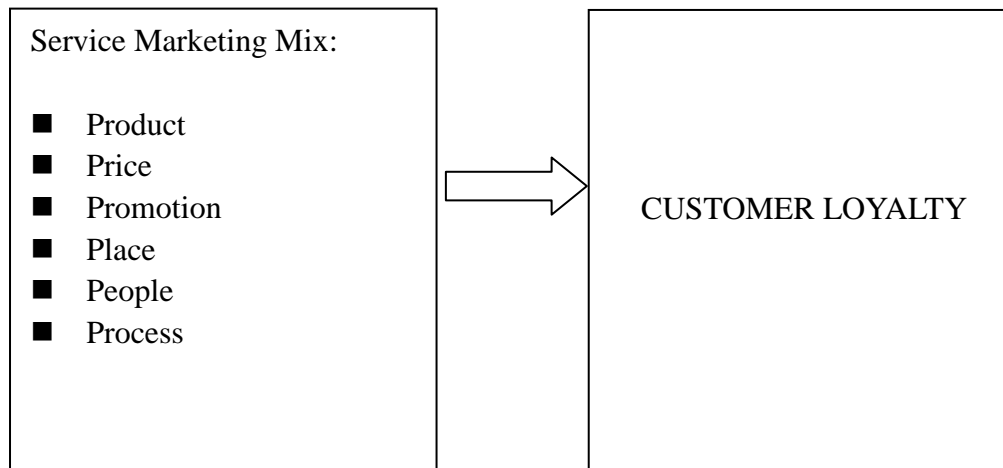 Service Marketing Mix:
■ Product
■ Price
■ Promotion
■ Place
■ People
■ Process
CUSTOMER LOYALTY